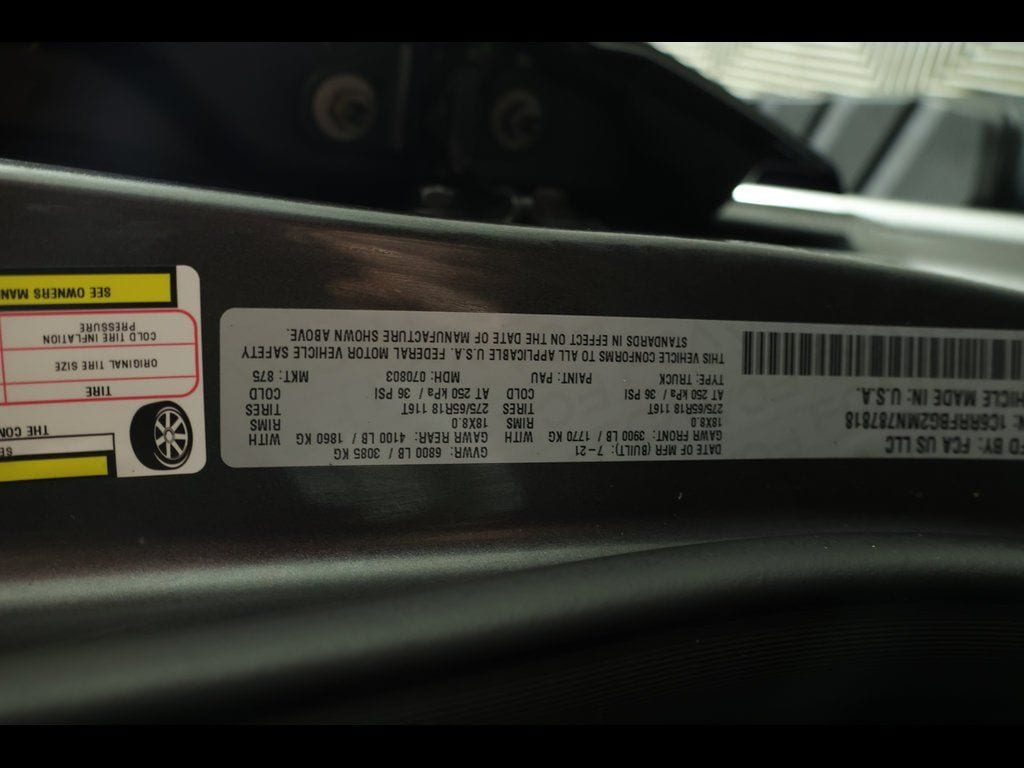 FD BY: FCA US LLC
DATE OF MFR (BUILT): 7-21
GVWR: 6800 LB / 3085 KG
GAWR FRONT: 3900 LB / 1770 KG
WITH
GAWR REAR: 4100 LB / 1860 KG
WITH
18X8.0
RIMS
18X8.0
RIMS
275/65R18 116T
TIRES
275/65R18 116T
TIRES
AT 250 kPa / 36 PSI
COLD
AT 250 kPa / 36 PSI
COLD
: 1C6RRFBG2MN787818
HICLE MADE IN: U.S.A.
TYPE: TRUCK
PAINT: PAU
MDH: 070803
MKT: 875
THIS VEHICLE CONFORMS TO ALL APPLICABLE U.S.A. FEDERAL MOTOR VEHICLE SAFETY
STANDARDS IN EFFECT ON THE DATE OF MANUFACTURE SHOWN ABOVE.
SE
THE COM
TIRE
ORIGINAL TIRE SIZE
COLD TIRE INFLATION
PRESSURE
SEE OWNERS MANU